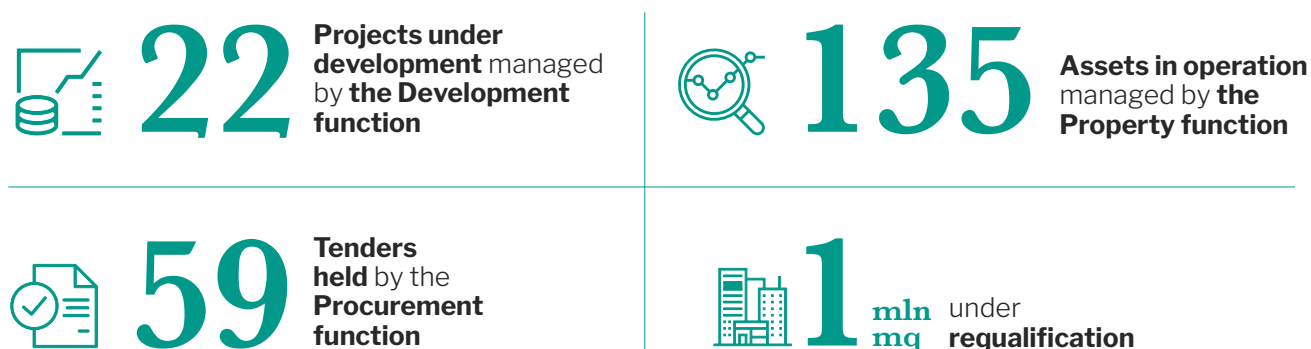 22
Projects under
development managed
by the Development
function
135
Assets in operation
managed by the
Property function
59
Tenders
held by the
Procurement
function
1
mln
mq
under
requalification